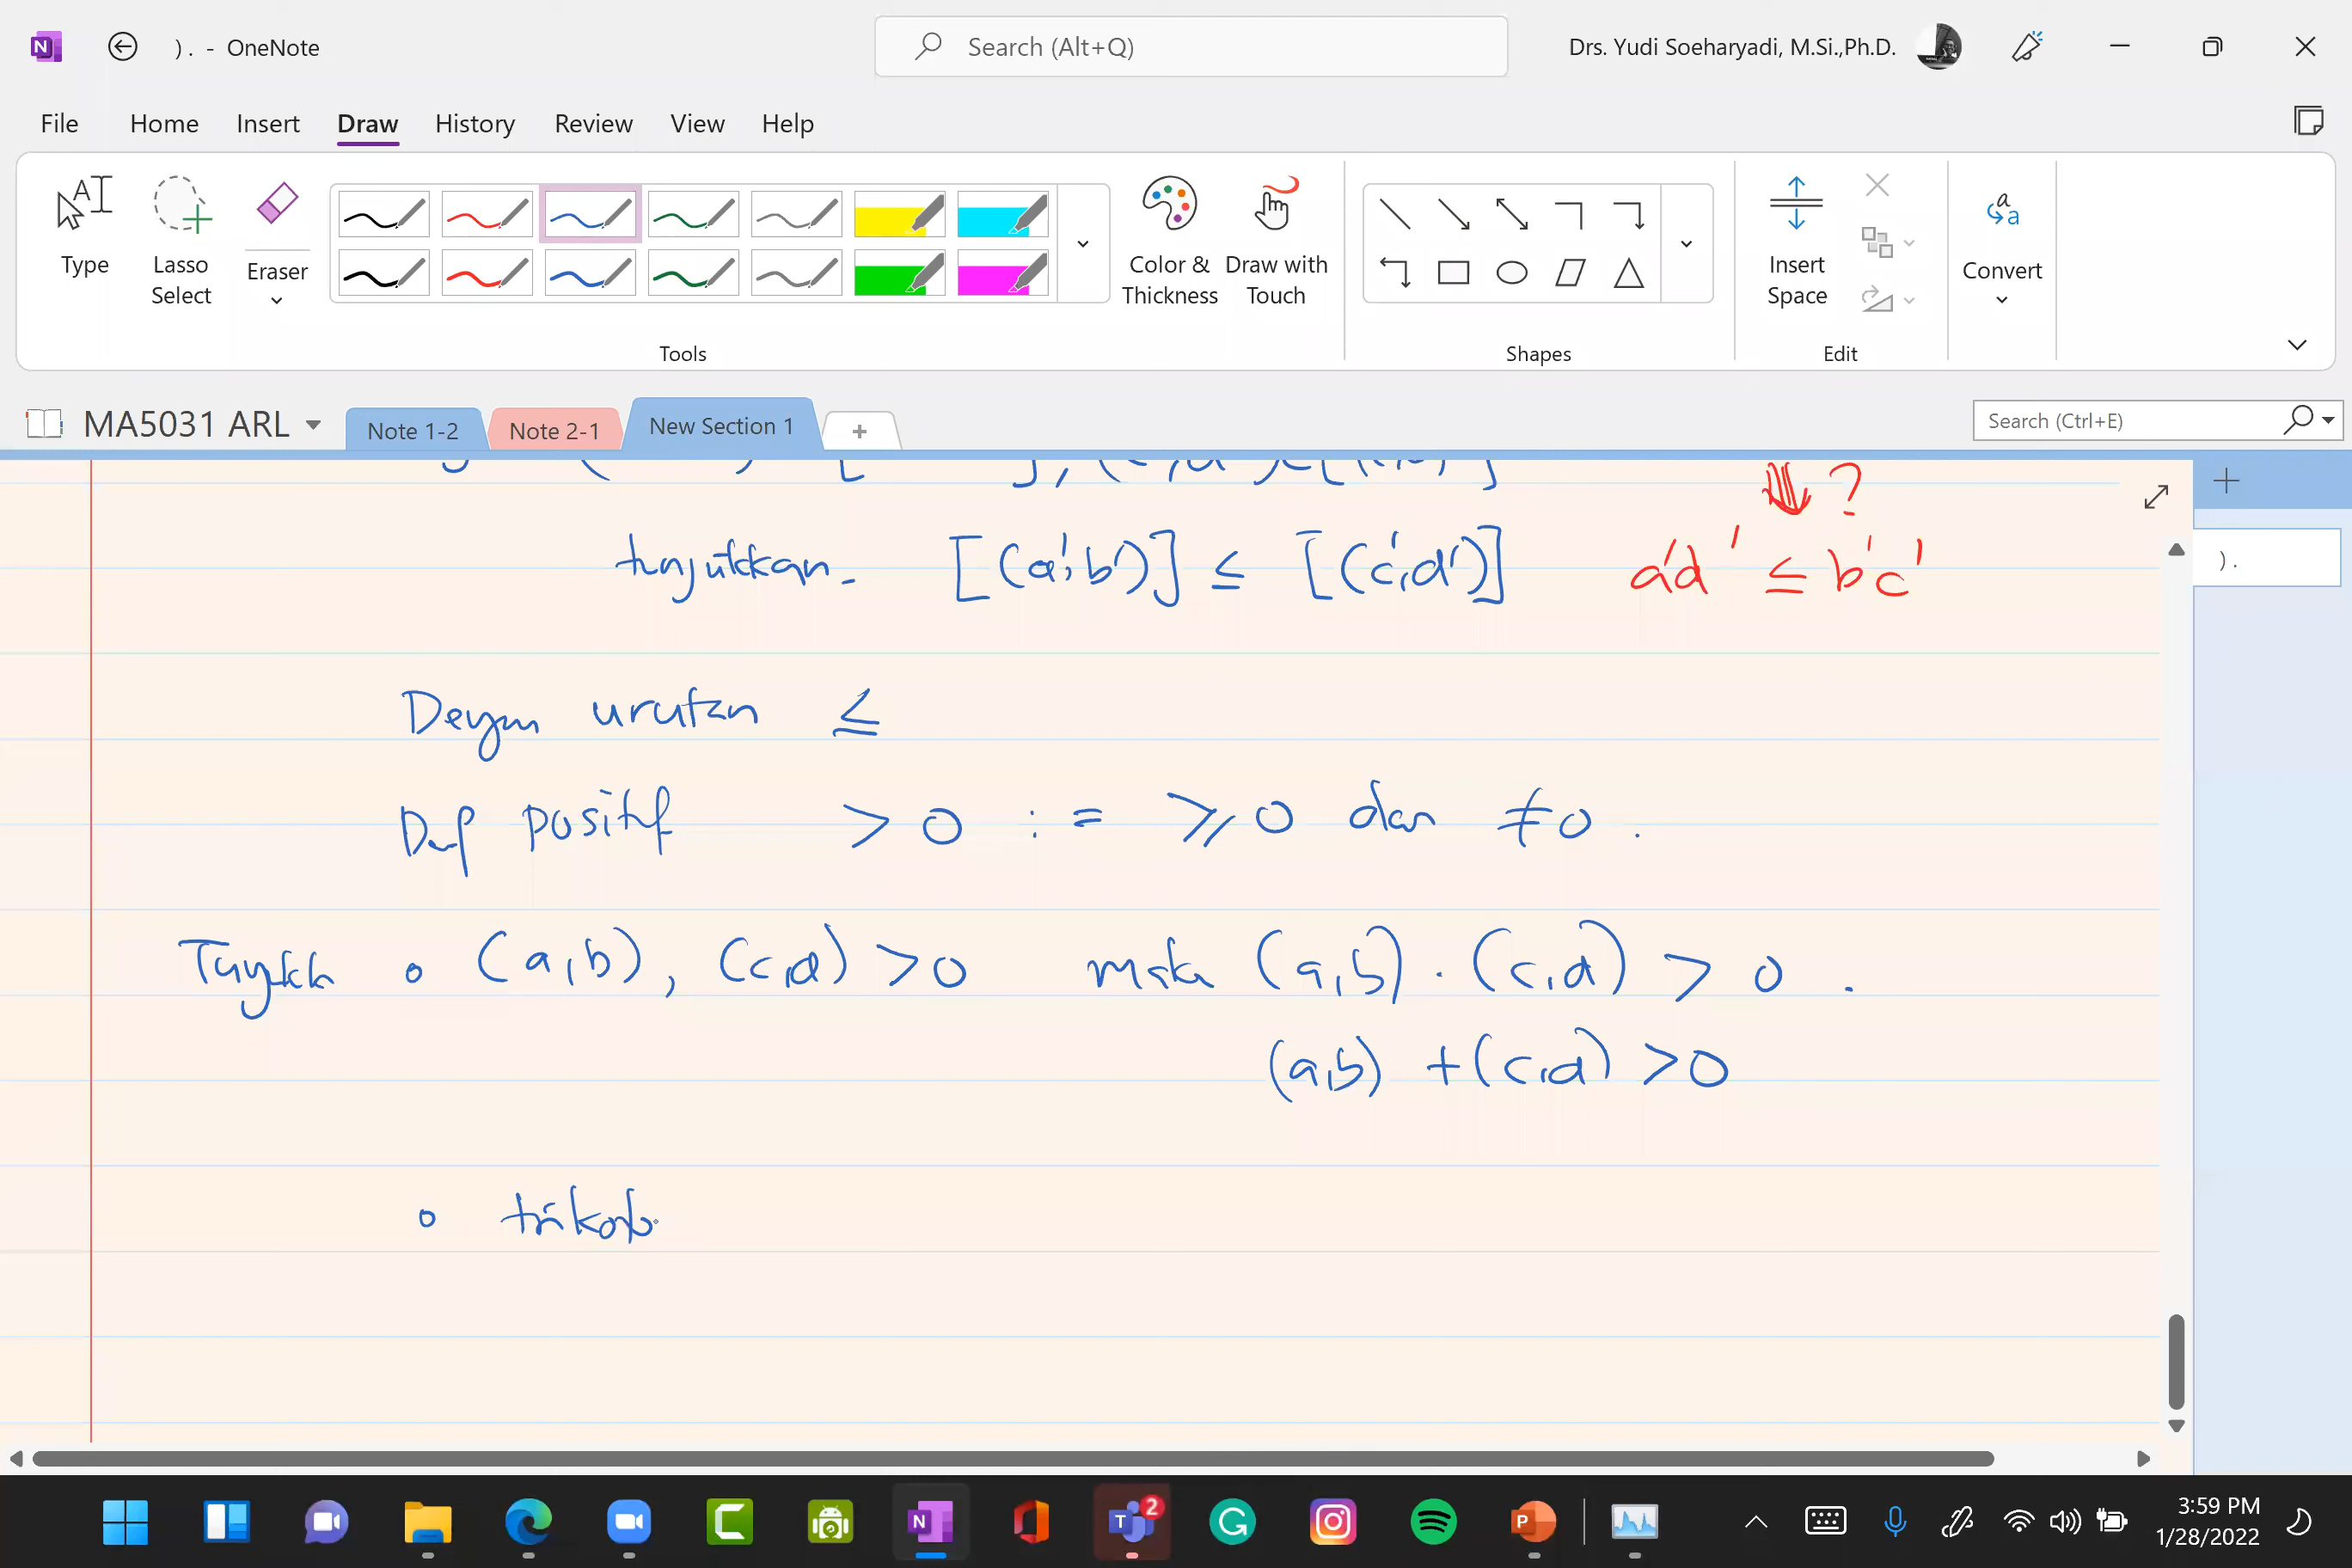 ). - OneNote
Search (Alt+Q)
Drs. Yudi Soeharyadi, M.Si.,Ph.D.
File Home Insert Draw History Review View Help
Type
Lasso Select
Eraser
Color & Thickness
Draw with Touch
Insert Space
Convert
Tools
Shapes
Edit
MA5031 ARL
Note 1-2
Note 2-1
New Section 1
+
Search (Ctrl+E)
?
tunjukkan. [(a',b')] ≤ [(c',d')] a'd' ≤ b'c'
).
Dengan urutan ≤
Def positif > 0 := ≥ 0 dan ≠ 0.
Tunjukkan ∘ (a,b), (c,d) > 0 maka (a,b) · (c,d) > 0.
(a,b) + (c,d) > 0
∘ trikoto
2
3:59 PM
1/28/2022